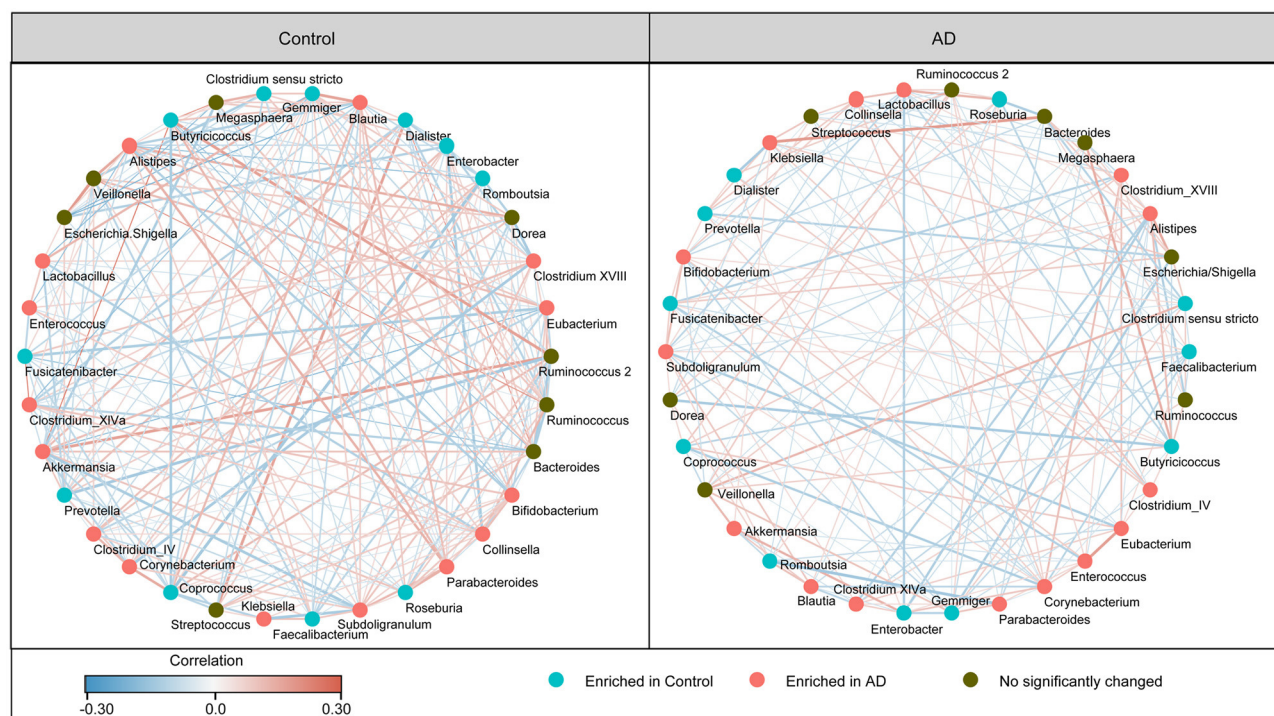 Control
AD
Clostridium sensu stricto
Gemmiger
Megasphaera
Blautia
Butyricicoccus
Dialister
Alistipes
Enterobacter
Veillonella
Romboutsia
Escherichia.Shigella
Dorea
Lactobacillus
Clostridium XVIII
Enterococcus
Eubacterium
Fusicatenibacter
Ruminococcus 2
Clostridium_XIVa
Ruminococcus
Akkermansia
Bacteroides
Prevotella
Bifidobacterium
Clostridium_IV
Collinsella
Corynebacterium
Parabacteroides
Coprococcus
Roseburia
Streptococcus
Klebsiella
Subdoligranulum
Faecalibacterium
Ruminococcus 2
Lactobacillus
Collinsella
Roseburia
Streptococcus
Bacteroides
Klebsiella
Megasphaera
Dialister
Clostridium_XVIII
Prevotella
Alistipes
Bifidobacterium
Escherichia/Shigella
Fusicatenibacter
Clostridium sensu stricto
Subdoligranulum
Faecalibacterium
Dorea
Ruminococcus
Coprococcus
Butyricicoccus
Veillonella
Clostridium_IV
Akkermansia
Eubacterium
Romboutsia
Enterococcus
Blautia
Clostridium XIVa
Gemmiger
Corynebacterium
Enterobacter
Parabacteroides
Correlation
-0.30
0.0
0.30
Enriched in Control
Enriched in AD
No significantly changed